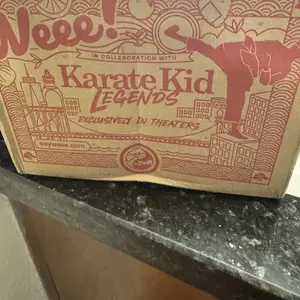 Weee!
IN COLLABORATION WITH
Karate Kid
LEGENDS
EXCLUSIVELY IN THEATERS
sayweee.com